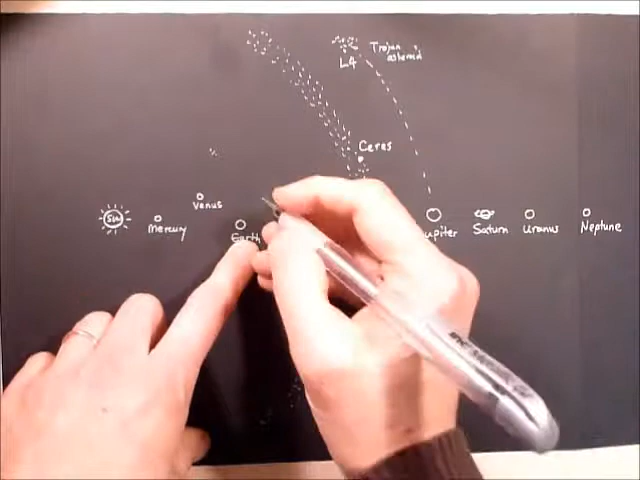 Trojan
asteroid
L4
Ceres
Sun
Mercury
Venus
Earth
Jupiter
Saturn
Uranus
Neptune